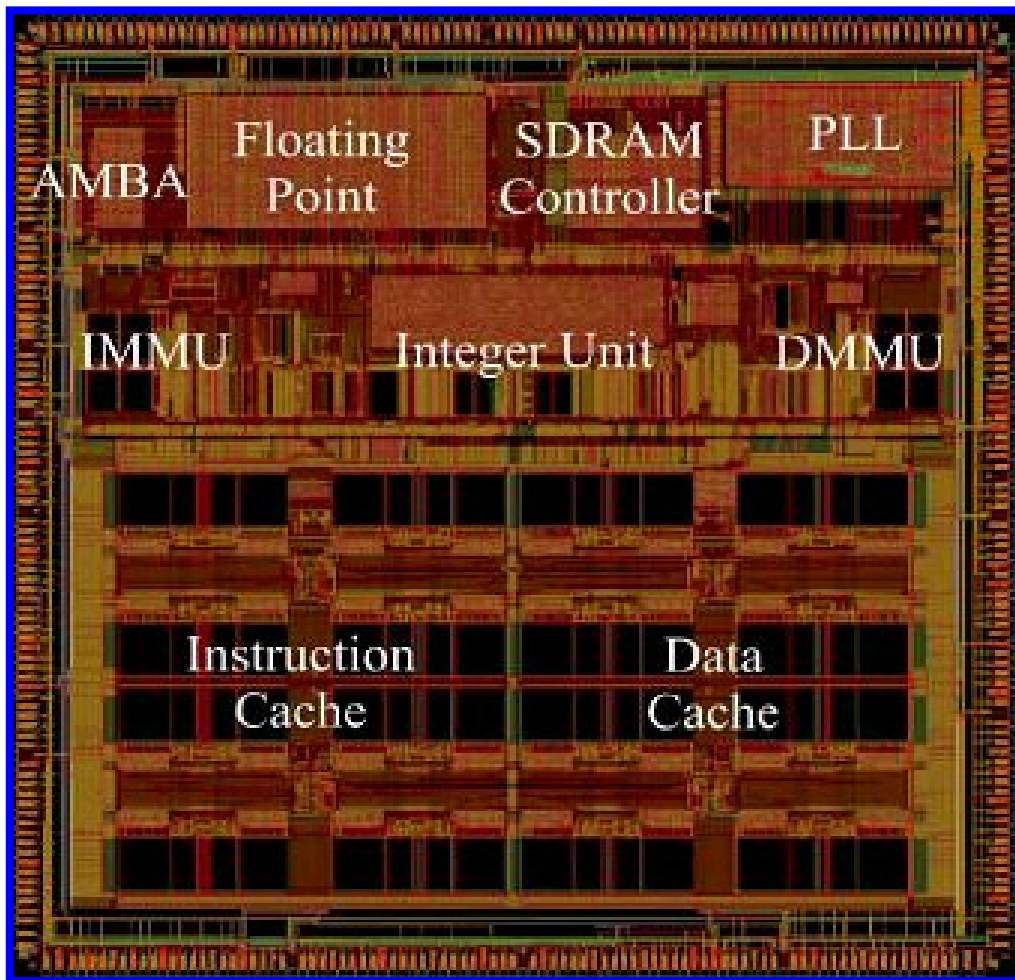 AMBA
Floating
Point
SDRAM
Controller
PLL
IMMU
Integer Unit
DMMU
Instruction
Cache
Data
Cache